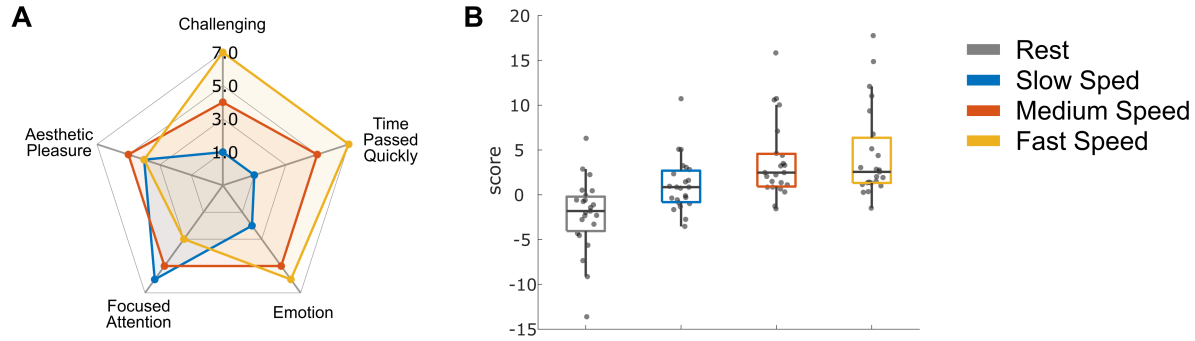 A
Challenging
7.0
5.0
3.0
1.0
Time
Passed
Quickly
Aesthetic
Pleasure
Focused
Attention
Emotion
B
score
20
15
10
5
0
-5
-10
-15
Rest
Slow Sped
Medium Speed
Fast Speed